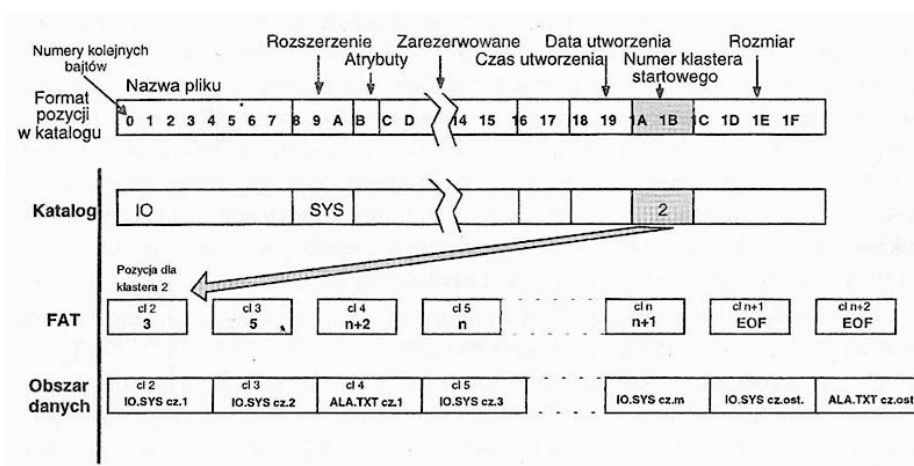 Numery kolejnych
bajtów
Nazwa pliku
Rozszerzenie
Atrybuty
Zarezerwowane
Czas utworzenia
Data utworzenia
Numer klastera
startowego
Rozmiar
Format
pozycji
w katalogu
0 1 2 3 4 5 6 7 8 9 A B C D 14 15 16 17 18 19 1A 1B 1C 1D 1E 1F
Katalog IO SYS 2
Pozycja dla
klastera 2
FAT
cl 2 cl 3 cl 4 cl 5 cl n cl n+1 cl n+2
3 5 n+2 n n+1 EOF EOF
Obszar
danych
cl 2 cl 3 cl 4 cl 5
IO.SYS cz.1 IO.SYS cz.2 ALA.TXT cz.1 IO.SYS cz.3 IO.SYS cz.m IO.SYS cz.ost. ALA.TXT cz.ost